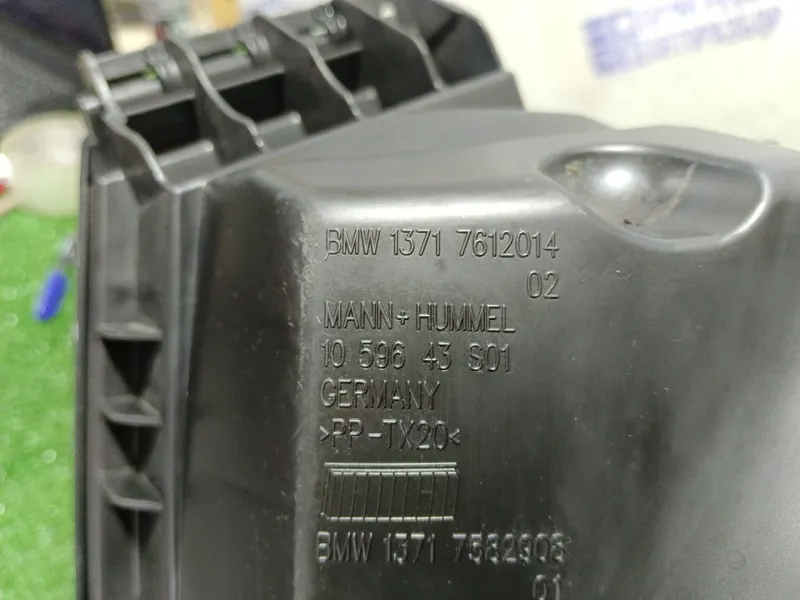 BMW 1371 7612014
02
MANN+HUMMEL
10 596 43 S01
GERMANY
>PP-TX20<
BMW 1371 7582908
01